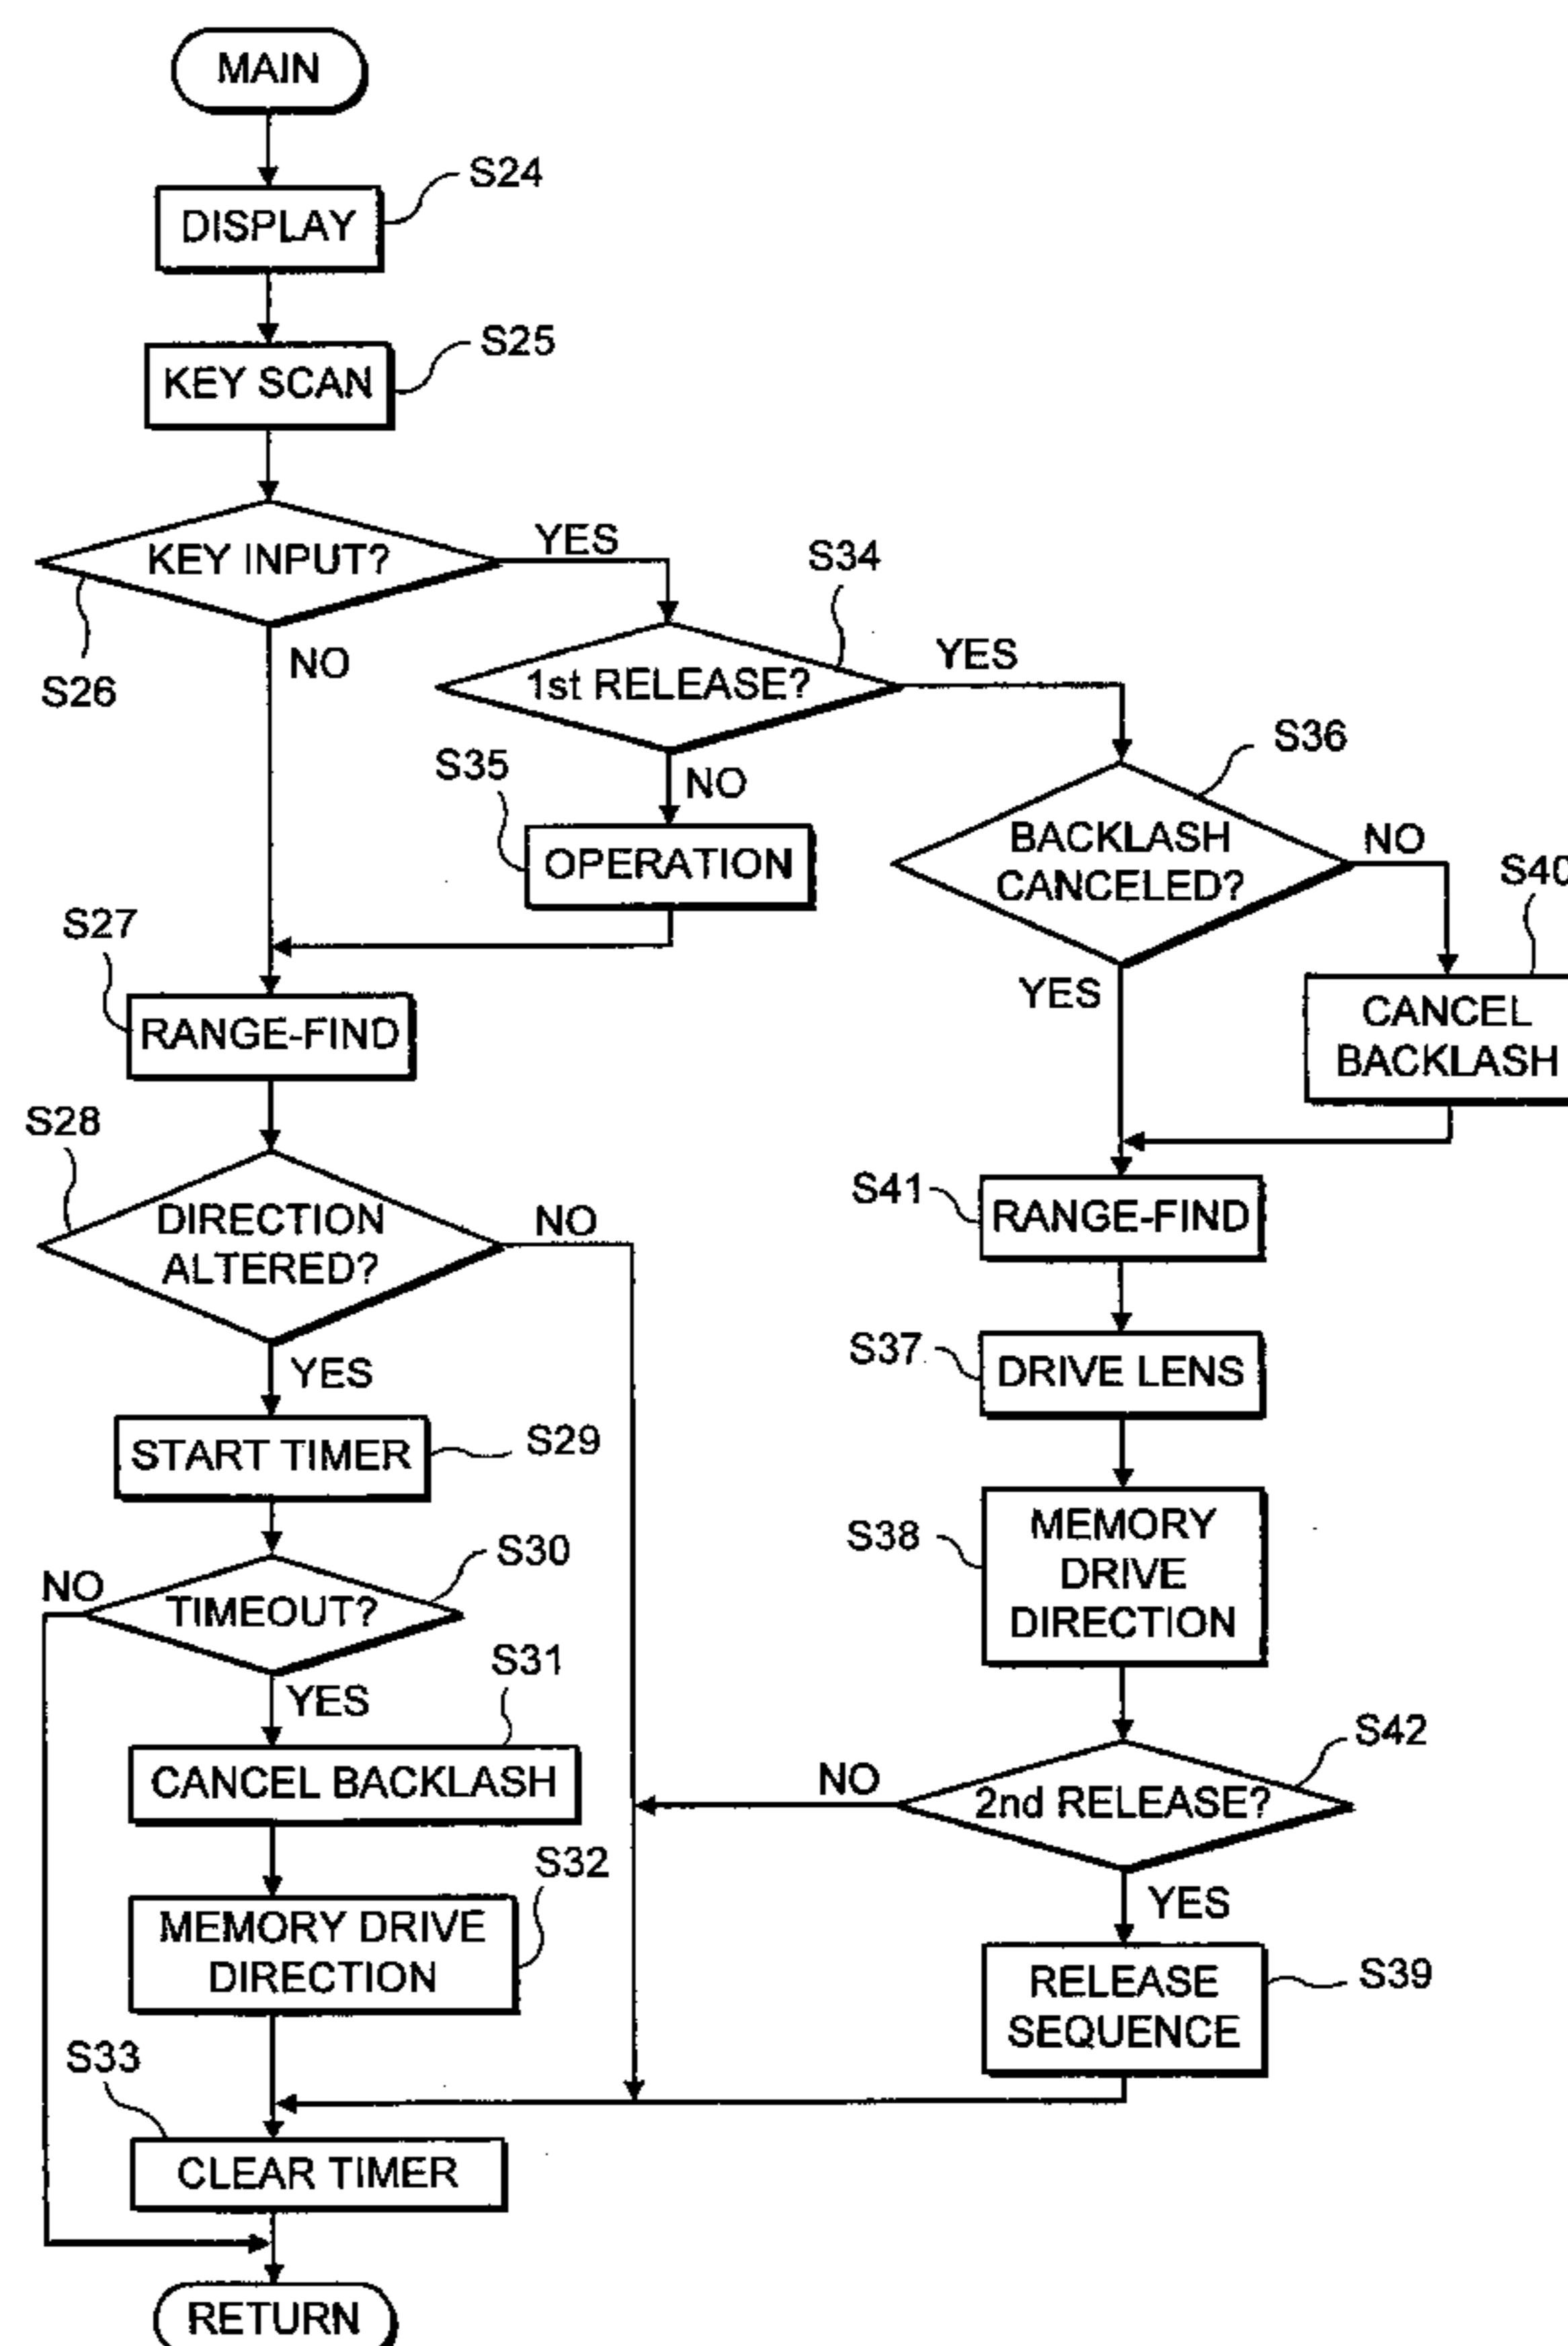 MAIN
S24
DISPLAY
S25
KEY SCAN
KEY INPUT?
YES
S26
NO
S34
1st RELEASE?
YES
S35
NO
OPERATION
S36
BACKLASH
CANCELED?
NO
S40
YES
CANCEL
BACKLASH
S27
RANGE-FIND
S28
DIRECTION
ALTERED?
NO
YES
S41
RANGE-FIND
S37
DRIVE LENS
START TIMER
S29
S38
MEMORY
DRIVE
DIRECTION
S30
NO
TIMEOUT?
YES
S31
CANCEL BACKLASH
S42
NO
2nd RELEASE?
YES
S32
MEMORY DRIVE
DIRECTION
RELEASE
SEQUENCE
S39
S33
CLEAR TIMER
RETURN